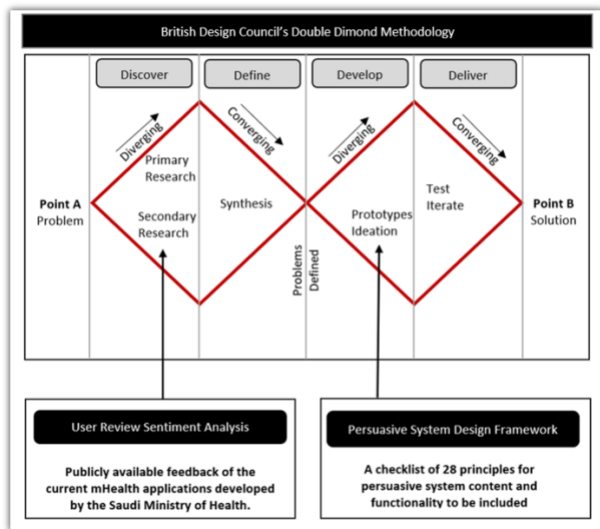 British Design Council's Double Dimond Methodology
Discover
Define
Develop
Deliver
Diverging
Converging
Diverging
Converging
Primary
Research
Secondary
Research
Synthesis
Prototypes
Ideation
Test
Iterate
Point A
Problem
Point B
Solution
Problems
Defined
User Review Sentiment Analysis
Publicly available feedback of the
current mHealth applications developed
by the Saudi Ministry of Health.
Persuasive System Design Framework
A checklist of 28 principles for
persuasive system content and
functionality to be included